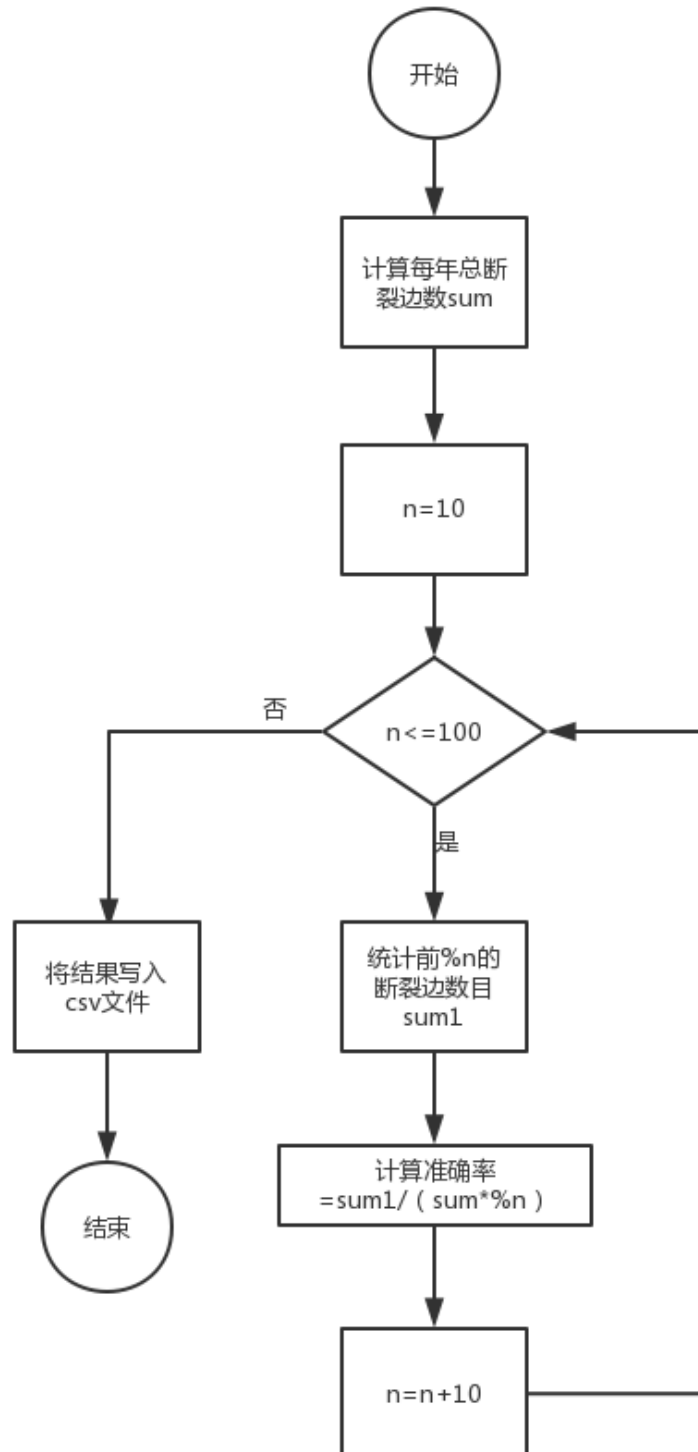 开始
计算每年总断
裂边数sum
n=10
n<=100
否
是
将结果写入
csv文件
统计前%n的
断裂边数目
sum1
计算准确率
=sum1/（sum*%n）
结束
n=n+10